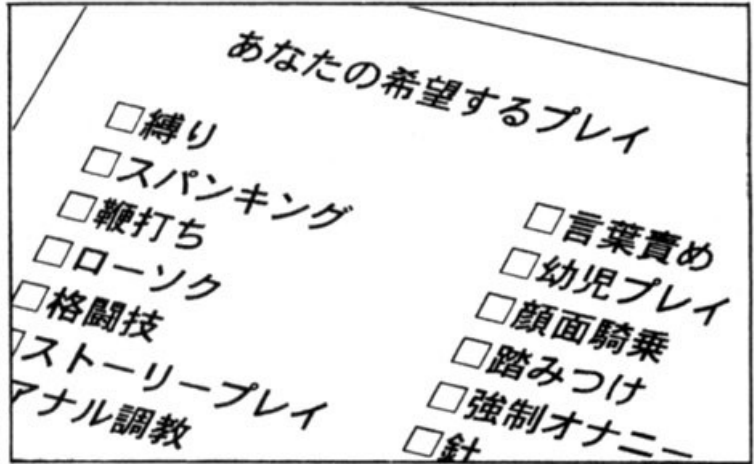 あなたの希望するプレイ
□縛り
□スパンキング
□鞭打ち
□ローソク
□格闘技
□ストーリープレイ
アナル調教
□言葉責め
□幼児プレイ
□顔面騎乗
□踏みつけ
□強制オナニー
□針